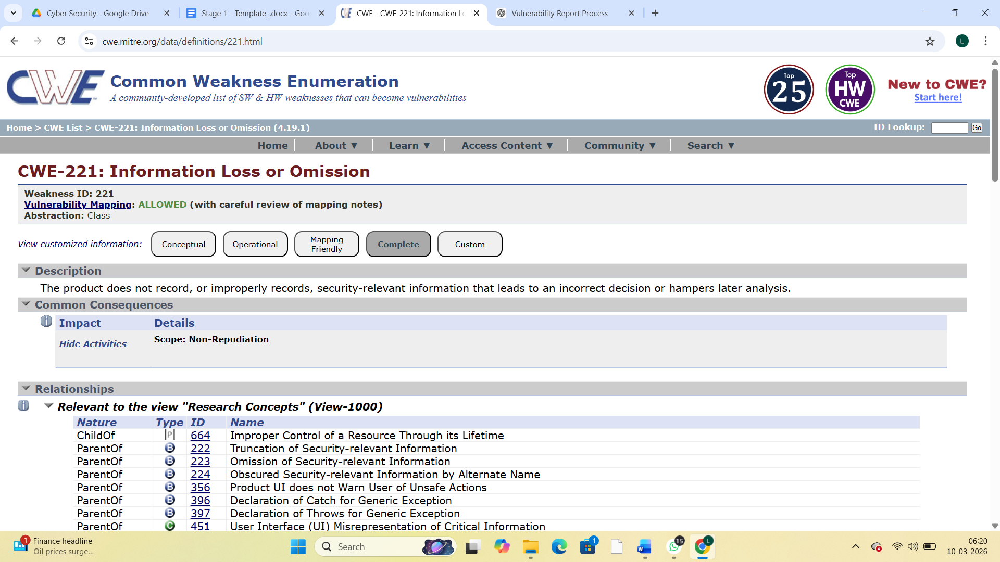 Cyber Security - Google Drive
Stage 1 - Template_.docx - Goo
CWE - CWE-221: Information Lo
Vulnerability Report Process
cwe.mitre.org/data/definitions/221.html
L
CWE
Common Weakness Enumeration
A community-developed list of SW & HW weaknesses that can become vulnerabilities
Top
25
Top
HW
CWE
New to CWE?
Start here!
Home > CWE List > CWE-221: Information Loss or Omission (4.19.1)
ID Lookup:
Go
Home
About ▼
Learn ▼
Access Content ▼
Community ▼
Search ▼
CWE-221: Information Loss or Omission
Weakness ID: 221
Vulnerability Mapping: ALLOWED (with careful review of mapping notes)
Abstraction: Class
View customized information:
Conceptual
Operational
Mapping
Friendly
Complete
Custom
Description
The product does not record, or improperly records, security-relevant information that leads to an incorrect decision or hampers later analysis.
Common Consequences
Impact Details
Hide Activities
Scope: Non-Repudiation
Relationships
Relevant to the view "Research Concepts" (View-1000)
Nature Type ID Name
ChildOf P 664 Improper Control of a Resource Through its Lifetime
ParentOf B 222 Truncation of Security-relevant Information
ParentOf B 223 Omission of Security-relevant Information
ParentOf B 224 Obscured Security-relevant Information by Alternate Name
ParentOf B 356 Product UI does not Warn User of Unsafe Actions
ParentOf B 396 Declaration of Catch for Generic Exception
ParentOf B 397 Declaration of Throws for Generic Exception
ParentOf C 451 User Interface (UI) Misrepresentation of Critical Information
1
Finance headline
Oil prices surge...
Search
1
W
15
L
06:20
10-03-2026